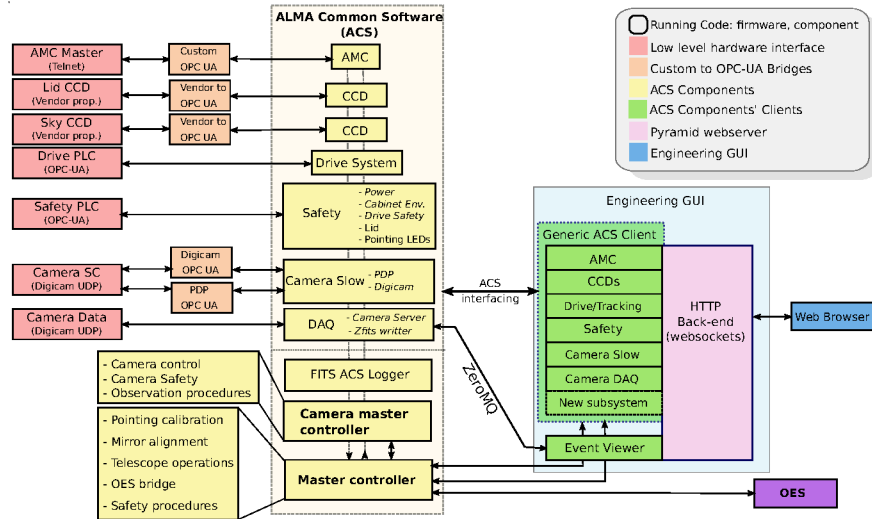 ALMA Common Software
(ACS)
AMC Master
(Telnet)
Custom
OPC UA
AMC
Lid CCD
(Vendor prop.)
Vendor to
OPC UA
CCD
Sky CCD
(Vendor prop.)
Vendor to
OPC UA
CCD
Drive PLC
(OPC-UA)
Drive System
Safety PLC
(OPC-UA)
Safety
- Power
- Cabinet Env.
- Drive Safety
- Lid
- Pointing LEDs
Camera SC
(Digicam UDP)
Digicam
OPC UA
PDP
OPC UA
Camera Slow
- PDP
- Digicam
Camera Data
(Digicam UDP)
DAQ
- Camera Server
- Zfits writter
FITS ACS Logger
- Camera control
- Camera Safety
- Observation procedures
Camera master
controller
- Pointing calibration
- Mirror alignment
- Telescope operations
- OES bridge
- Safety procedures
Master controller
ACS
interfacing
ZeroMQ
Running Code: firmware, component
Low level hardware interface
Custom to OPC-UA Bridges
ACS Components
ACS Components' Clients
Pyramid webserver
Engineering GUI
Engineering GUI
Generic ACS Client
AMC
CCDs
Drive/Tracking
Safety
Camera Slow
Camera DAQ
New subsystem
Event Viewer
HTTP
Back-end
(websockets)
Web Browser
OES